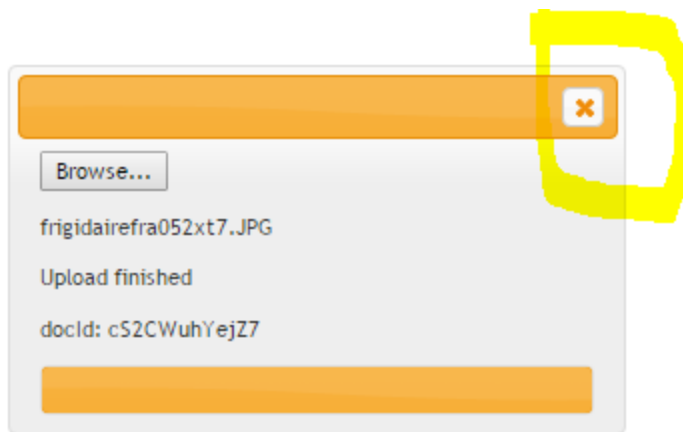 Browse...
frigidairefra052xt7.JPG
Upload finished
docId: cS2CWuhYejZ7